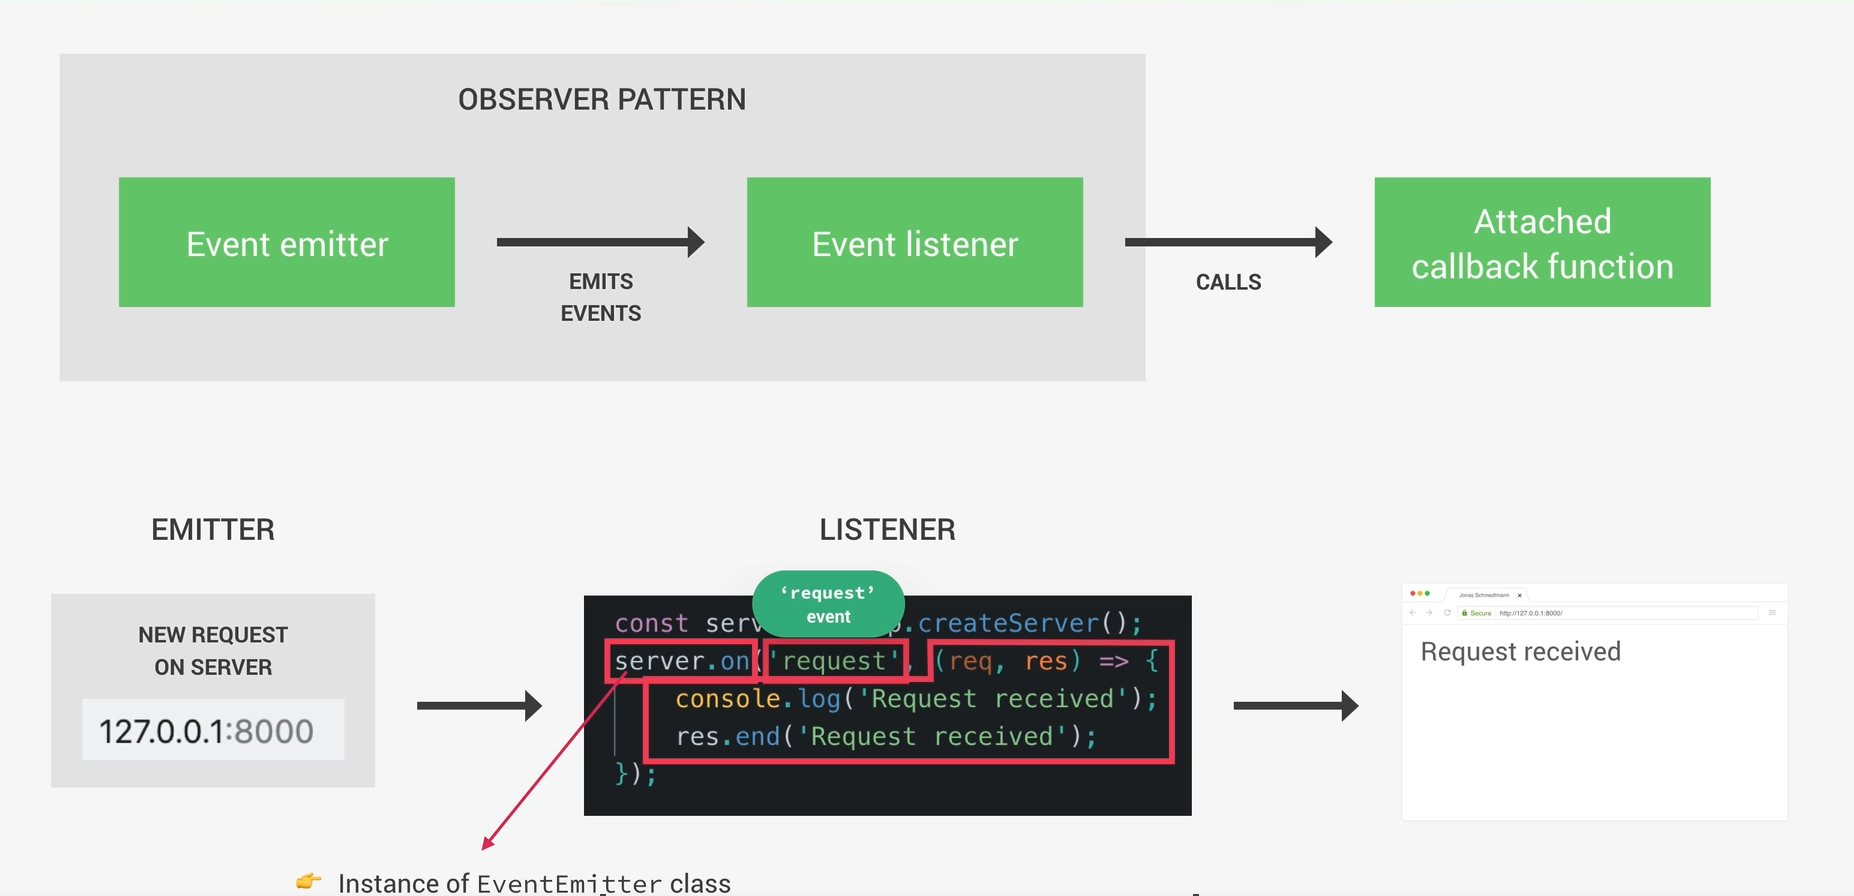 OBSERVER PATTERN
Event emitter
EMITS
EVENTS
Event listener
CALLS
Attached
callback function
EMITTER
NEW REQUEST
ON SERVER
127.0.0.1:8000
LISTENER
‘request’
event
const serv p.createServer();
server.on('request', (req, res) => {
console.log('Request received');
res.end('Request received');
});
👉 Instance of EventEmitter class
Jonas Schmedtmann ×
Secure http://127.0.0.1:8000/
Request received